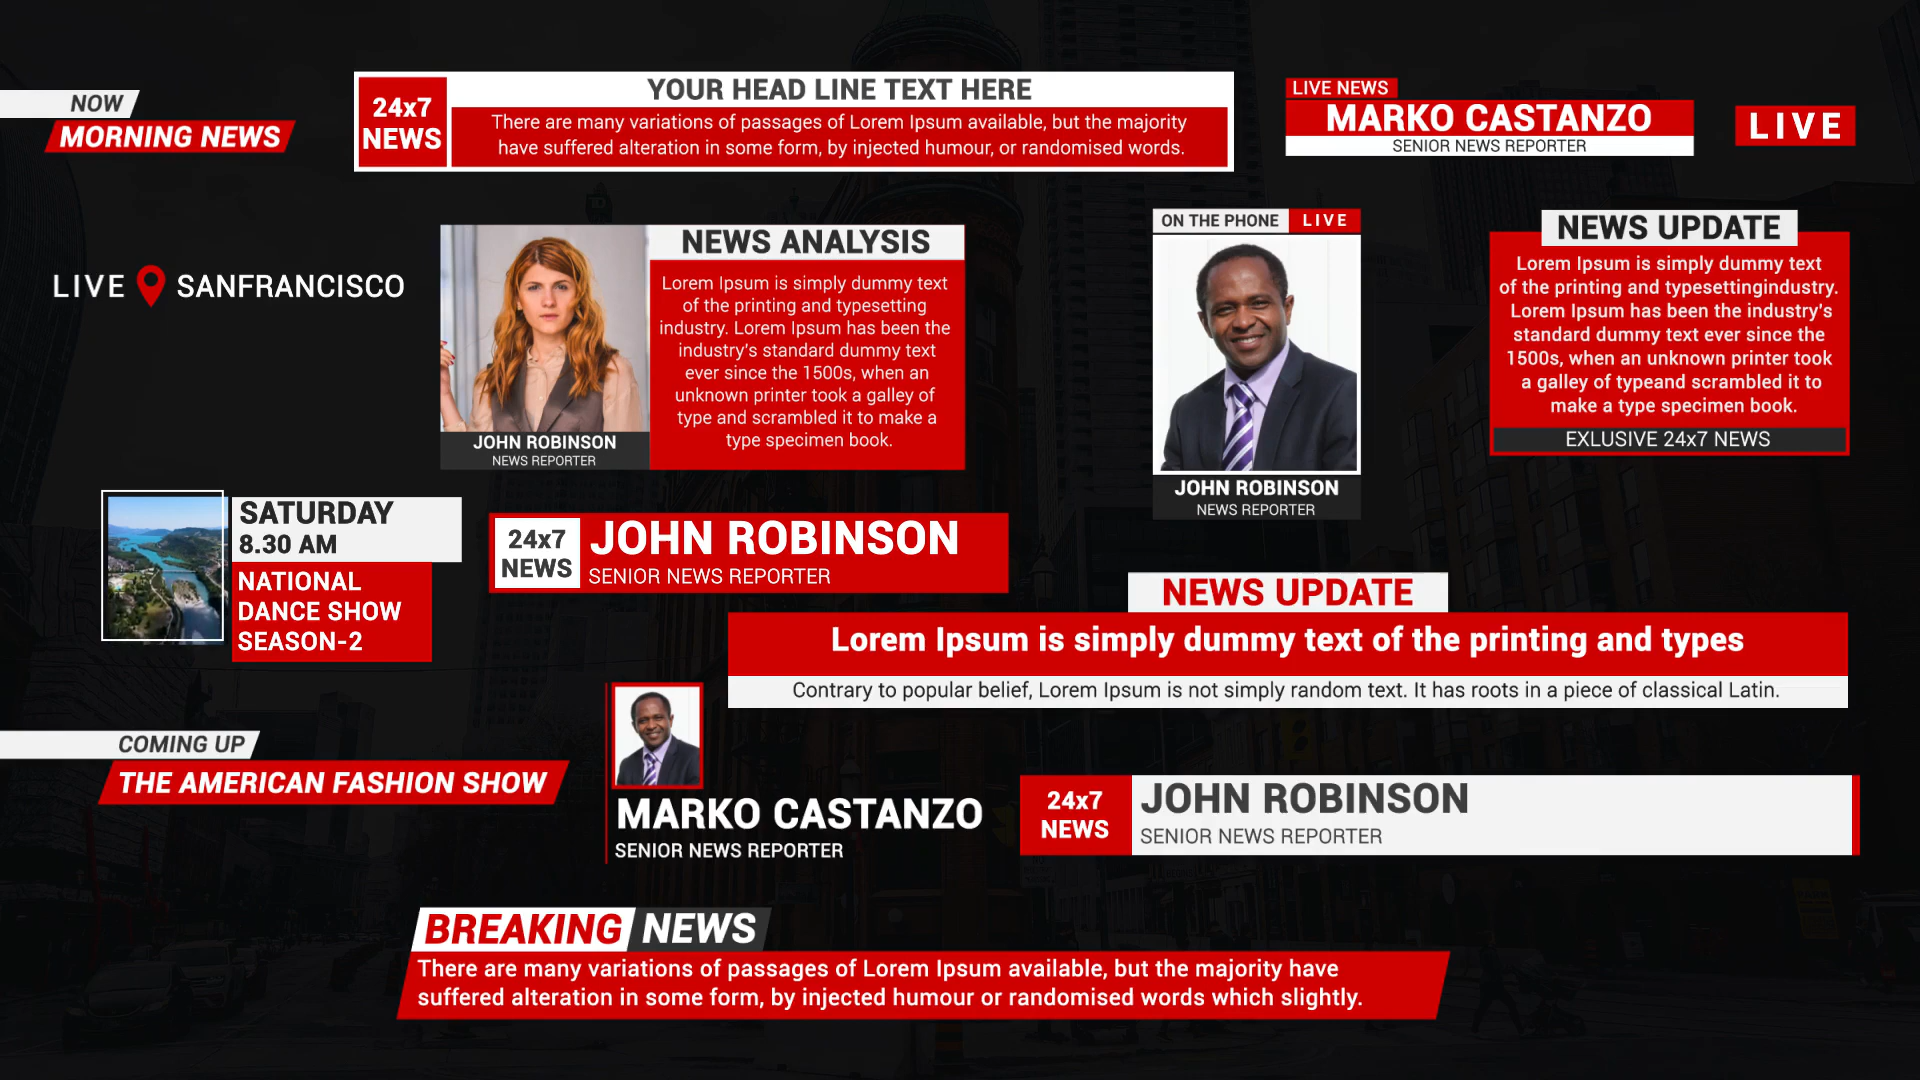 NOW
MORNING NEWS
24x7
NEWS
YOUR HEAD LINE TEXT HERE
There are many variations of passages of Lorem Ipsum available, but the majority
have suffered alteration in some form, by injected humour, or randomised words.
LIVE NEWS
MARKO CASTANZO
SENIOR NEWS REPORTER
LIVE
LIVE SANFRANCISCO
NEWS ANALYSIS
Lorem Ipsum is simply dummy text
of the printing and typesetting
industry. Lorem Ipsum has been the
industry's standard dummy text
ever since the 1500s, when an
unknown printer took a galley of
type and scrambled it to make a
type specimen book.
JOHN ROBINSON
NEWS REPORTER
ON THE PHONE LIVE
JOHN ROBINSON
NEWS REPORTER
NEWS UPDATE
Lorem Ipsum is simply dummy text
of the printing and typesettingindustry.
Lorem Ipsum has been the industry's
standard dummy text ever since the
1500s, when an unknown printer took
a galley of typeand scrambled it to
make a type specimen book.
EXLUSIVE 24x7 NEWS
SATURDAY
8.30 AM
NATIONAL
DANCE SHOW
SEASON-2
24x7
NEWS
JOHN ROBINSON
SENIOR NEWS REPORTER
NEWS UPDATE
Lorem Ipsum is simply dummy text of the printing and types
Contrary to popular belief, Lorem Ipsum is not simply random text. It has roots in a piece of classical Latin.
COMING UP
THE AMERICAN FASHION SHOW
MARKO CASTANZO
SENIOR NEWS REPORTER
24x7
NEWS
JOHN ROBINSON
SENIOR NEWS REPORTER
BREAKING NEWS
There are many variations of passages of Lorem Ipsum available, but the majority have
suffered alteration in some form, by injected humour or randomised words which slightly.